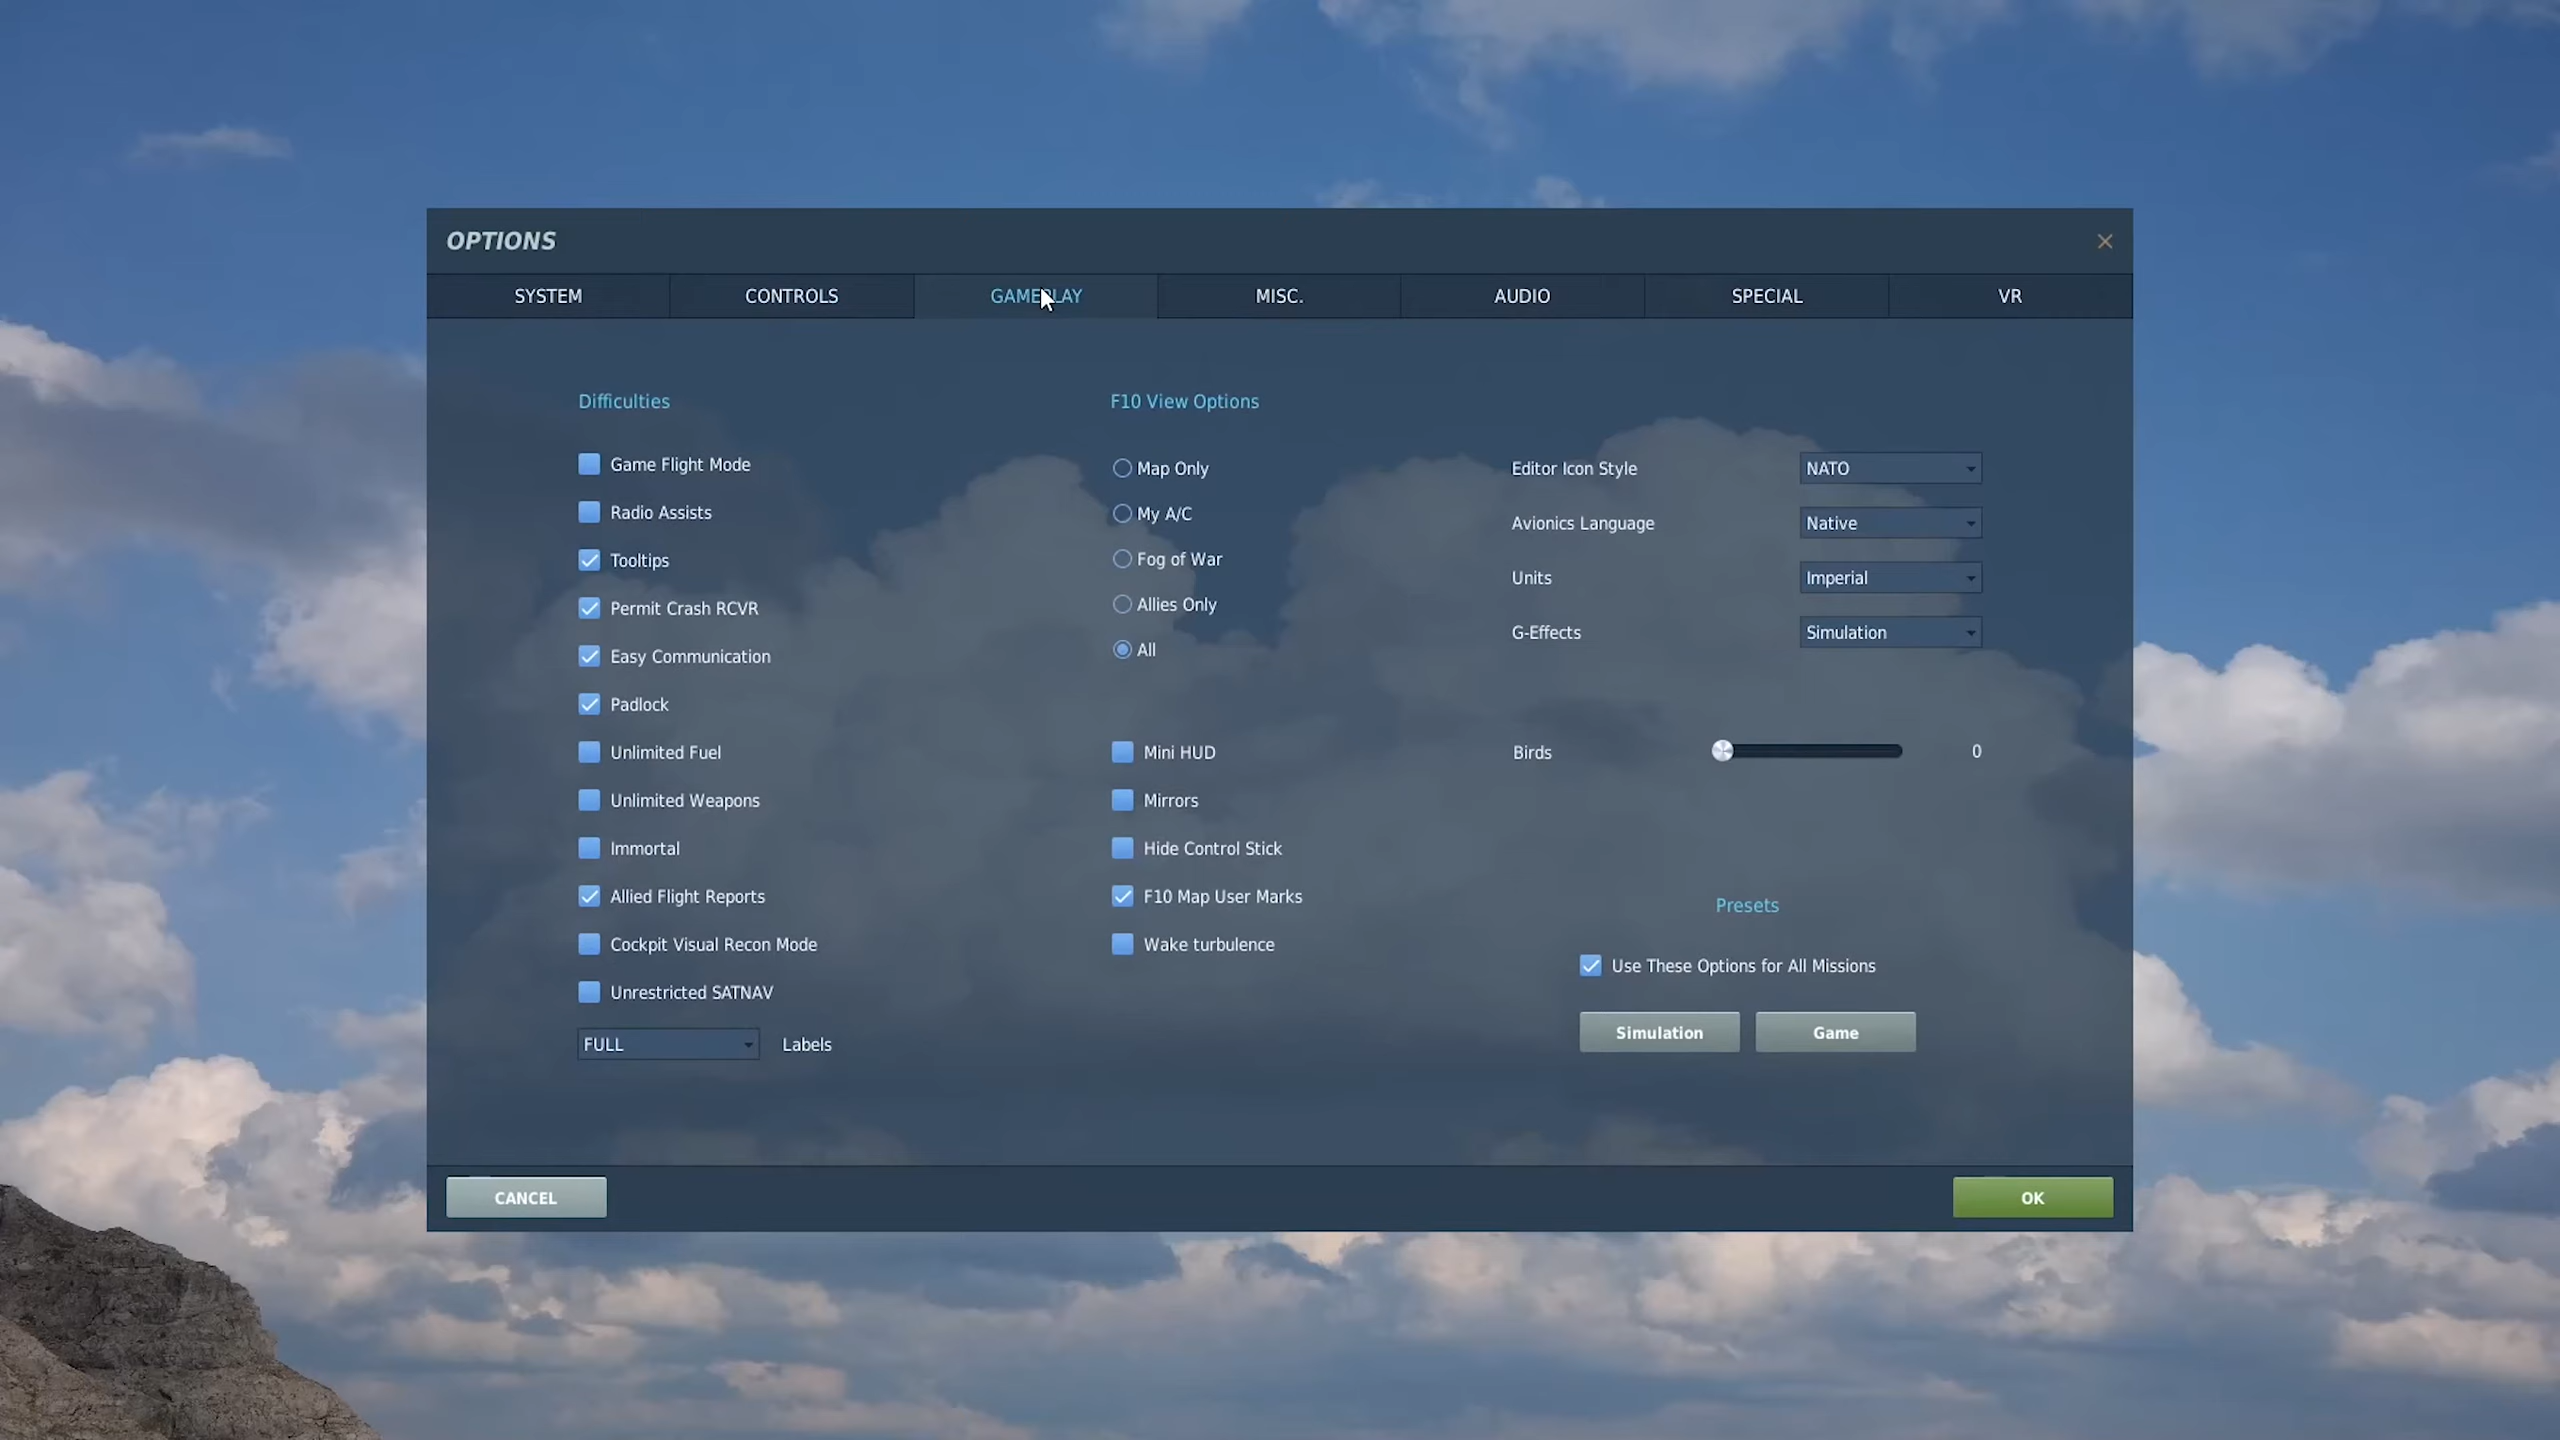 OPTIONS
SYSTEM
CONTROLS
GAMEPLAY
MISC.
AUDIO
SPECIAL
VR
Difficulties
Game Flight Mode
Radio Assists
Tooltips
Permit Crash RCVR
Easy Communication
Padlock
Unlimited Fuel
Unlimited Weapons
Immortal
Allied Flight Reports
Cockpit Visual Recon Mode
Unrestricted SATNAV
FULL Labels
F10 View Options
Map Only
My A/C
Fog of War
Allies Only
All
Mini HUD
Mirrors
Hide Control Stick
F10 Map User Marks
Wake turbulence
Editor Icon Style NATO
Avionics Language Native
Units Imperial
G-Effects Simulation
Birds 0
Presets
Use These Options for All Missions
Simulation
Game
CANCEL
OK